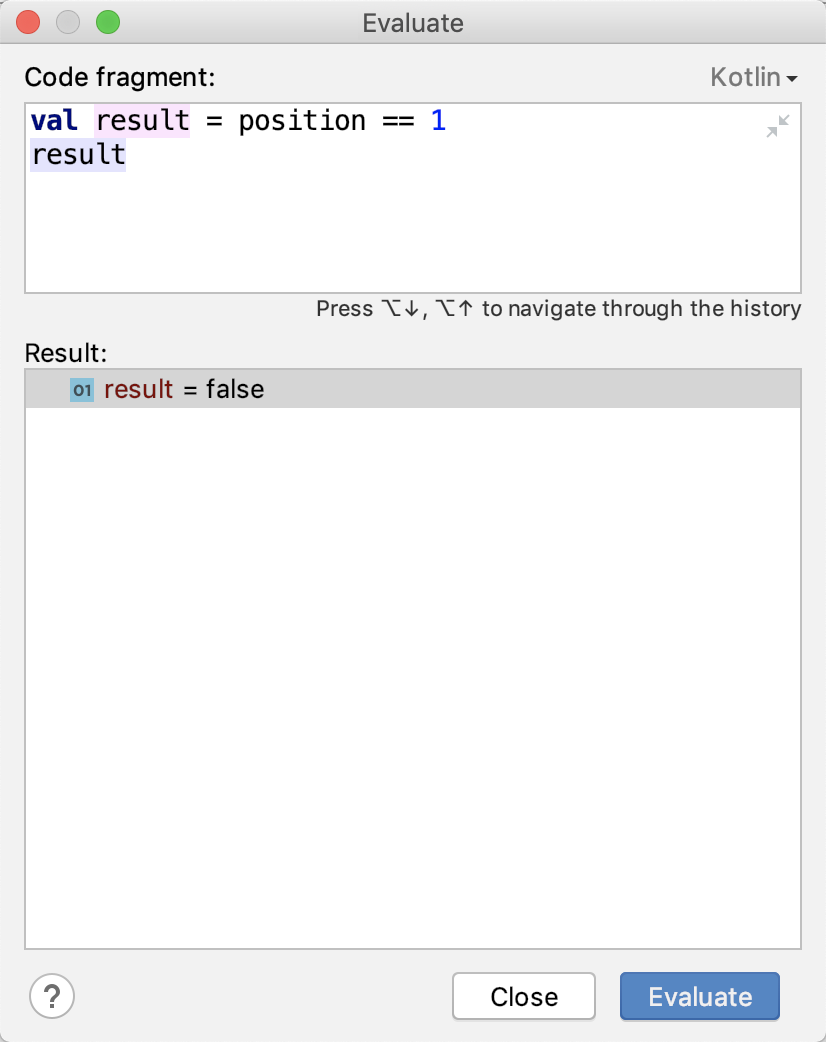 Evaluate
Code fragment:
Kotlin
val result = position == 1
result
Press ⌥↓, ⌥↑ to navigate through the history
Result:
01 result = false
?
Close
Evaluate